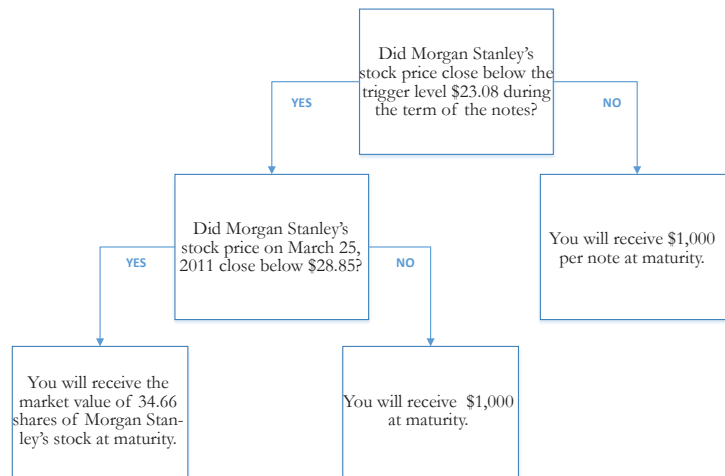 Did Morgan Stanley's
stock price close below the
trigger level $23.08 during
the term of the notes?
YES
NO
Did Morgan Stanley's
stock price on March 25,
2011 close below $28.85?
You will receive $1,000
per note at maturity.
YES
NO
You will receive the
market value of 34.66
shares of Morgan Stan-
ley's stock at maturity.
You will receive $1,000
at maturity.